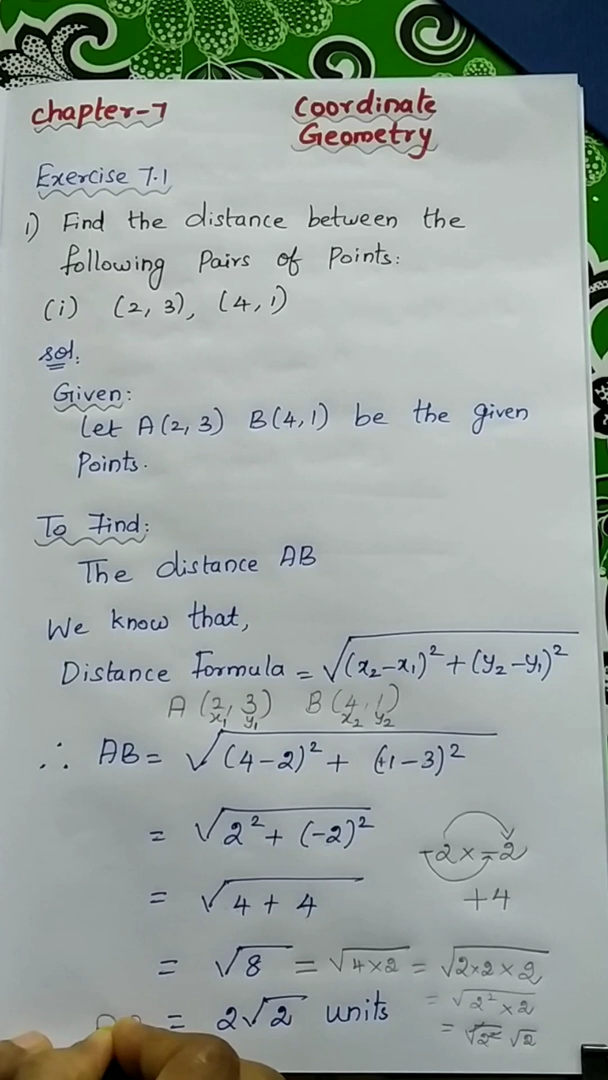 Chapter-7 Coordinate
Geometry
Exercise 7.1
1) Find the distance between the
following Pairs of Points:
(i) (2, 3), (4, 1)
Sol.
Given:
Let A(2, 3) B(4, 1) be the given
Points.
To Find:
The distance AB
We know that,
Distance Formula = √(x₂-x₁)² + (y₂-y₁)²
A (2, 3) B (4, 1)
x₁ y₁ x₂ y₂
∴ AB = √(4-2)² + (1-3)²
= √2² + (-2)²
-2 × -2
= √4 + 4
+4
= √8 = √4×2 = √2×2×2
= √2² × 2
= 2√2 units
= √2² √2